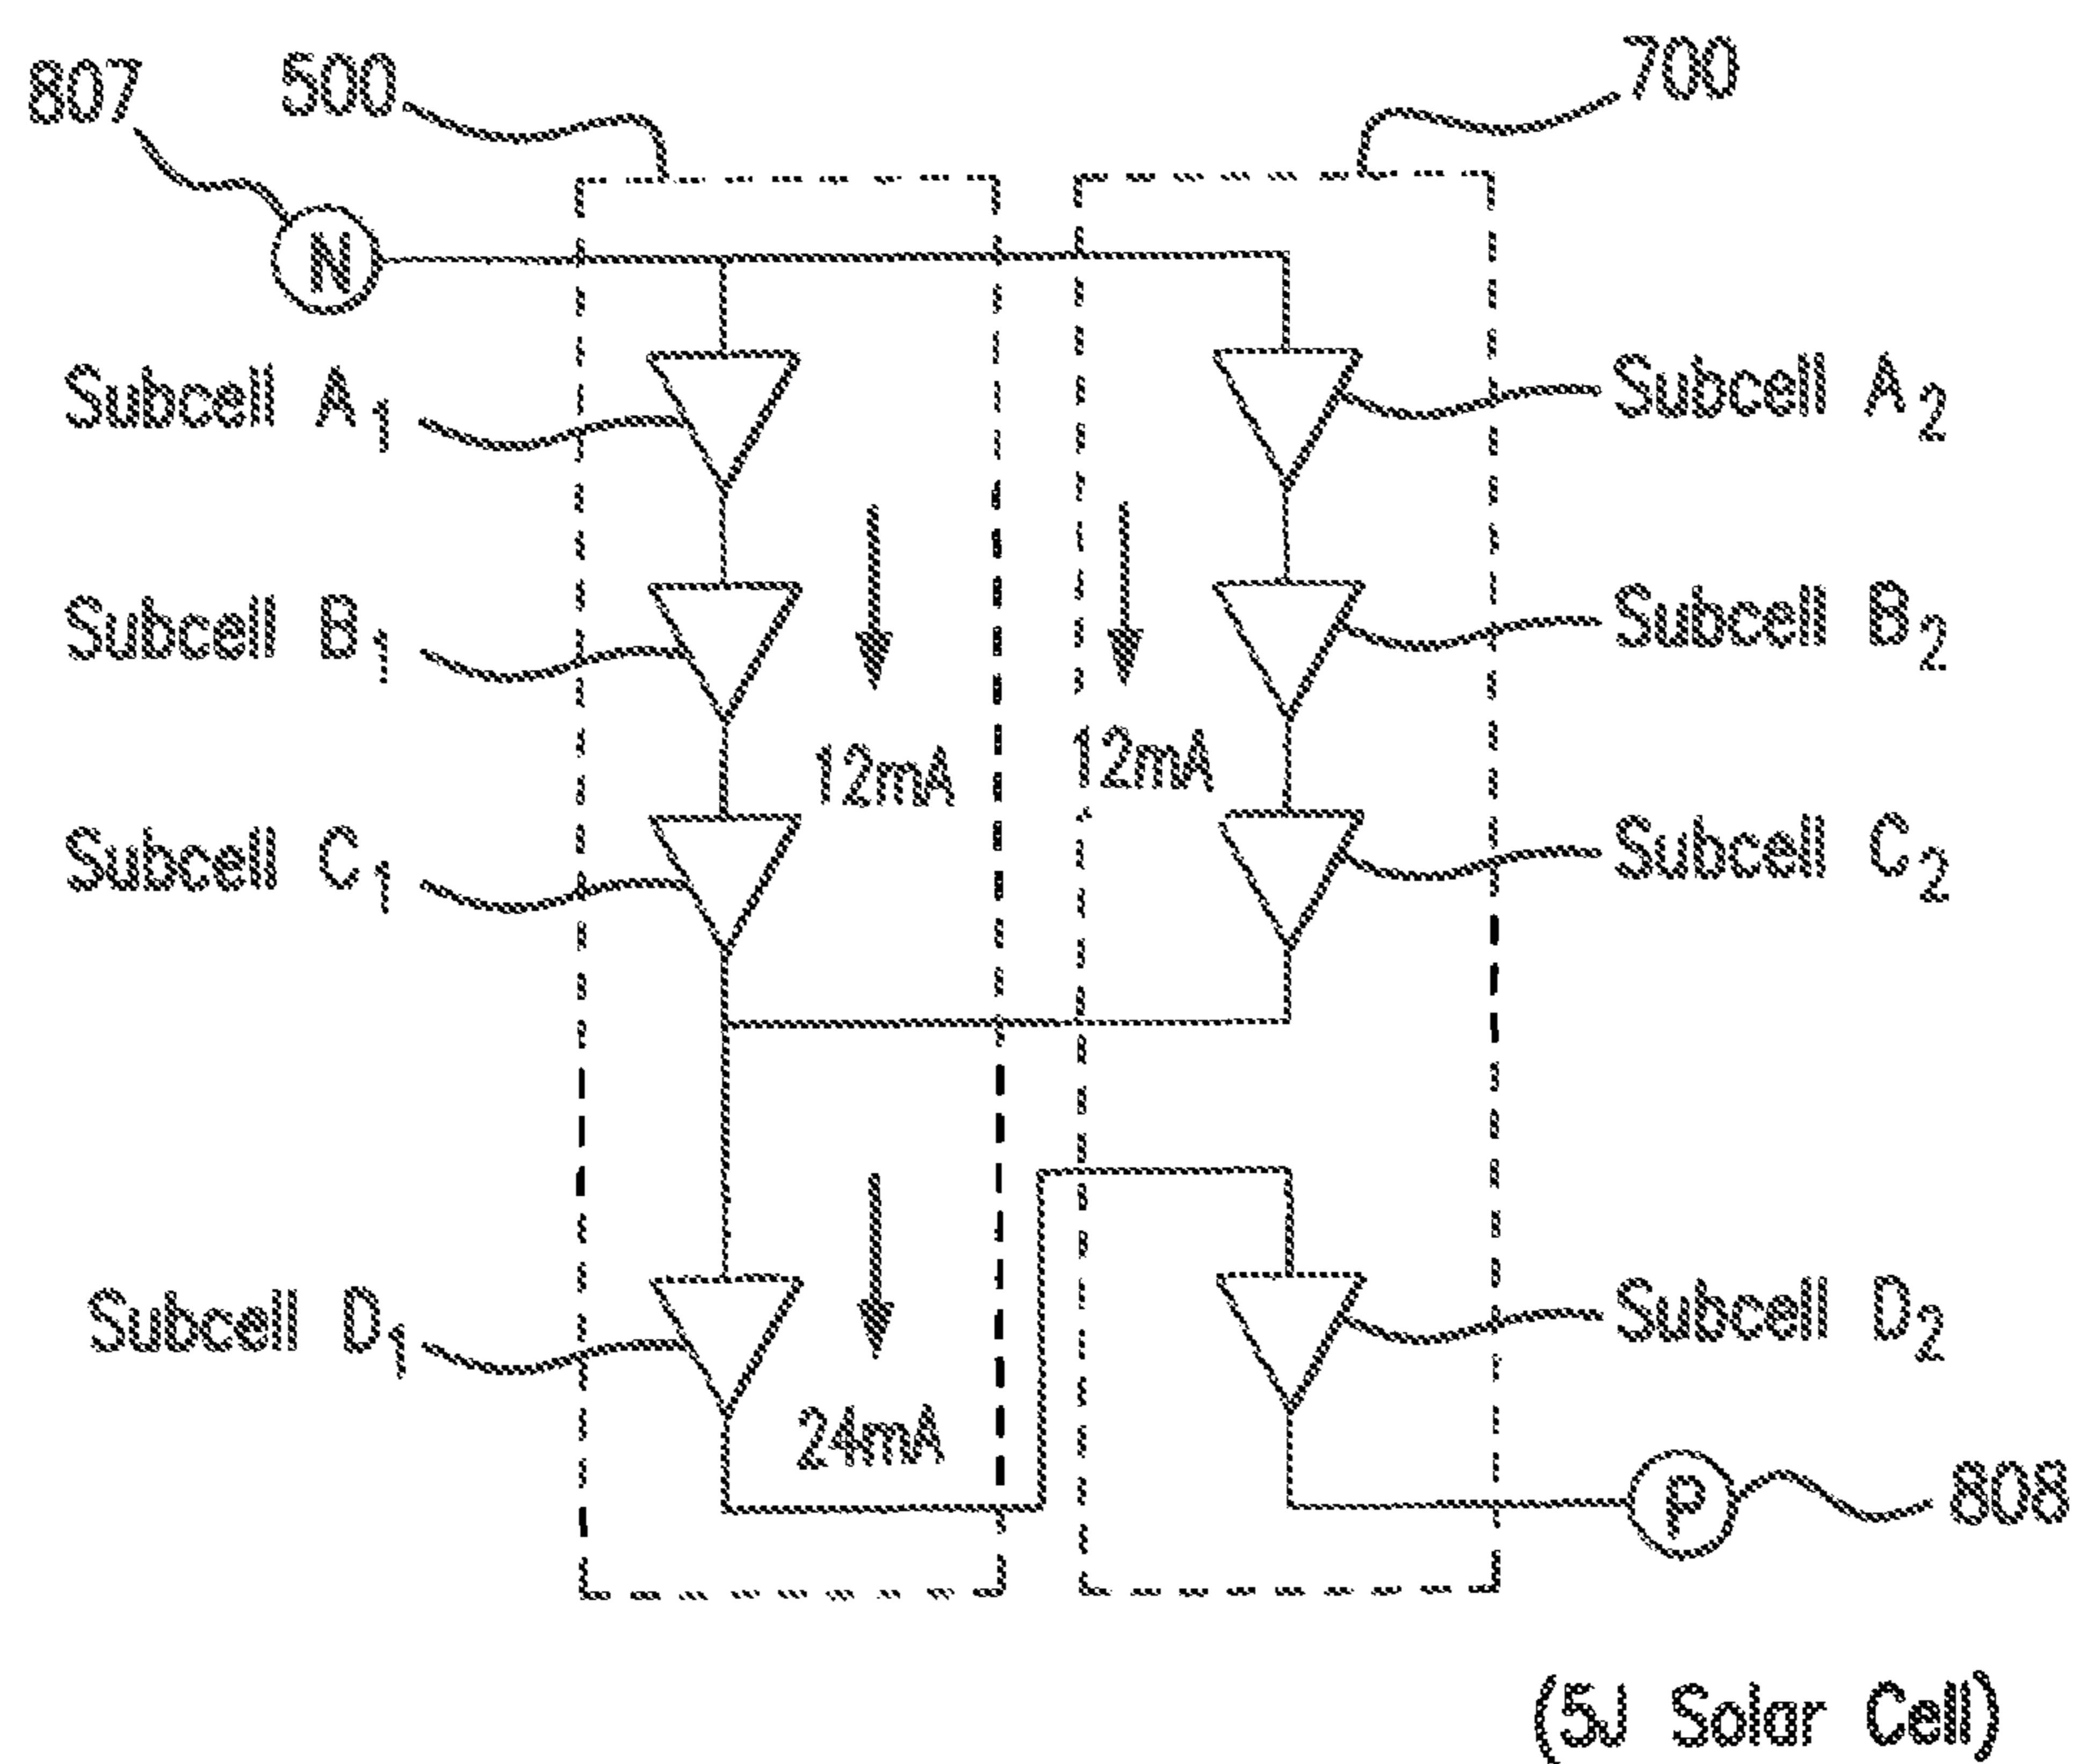 807
500
700
N
Subcell A1
Subcell A2
Subcell B1
Subcell B2
12mA
12mA
Subcell C1
Subcell C2
Subcell D1
Subcell D2
24mA
P
808
(5J Solar Cell)